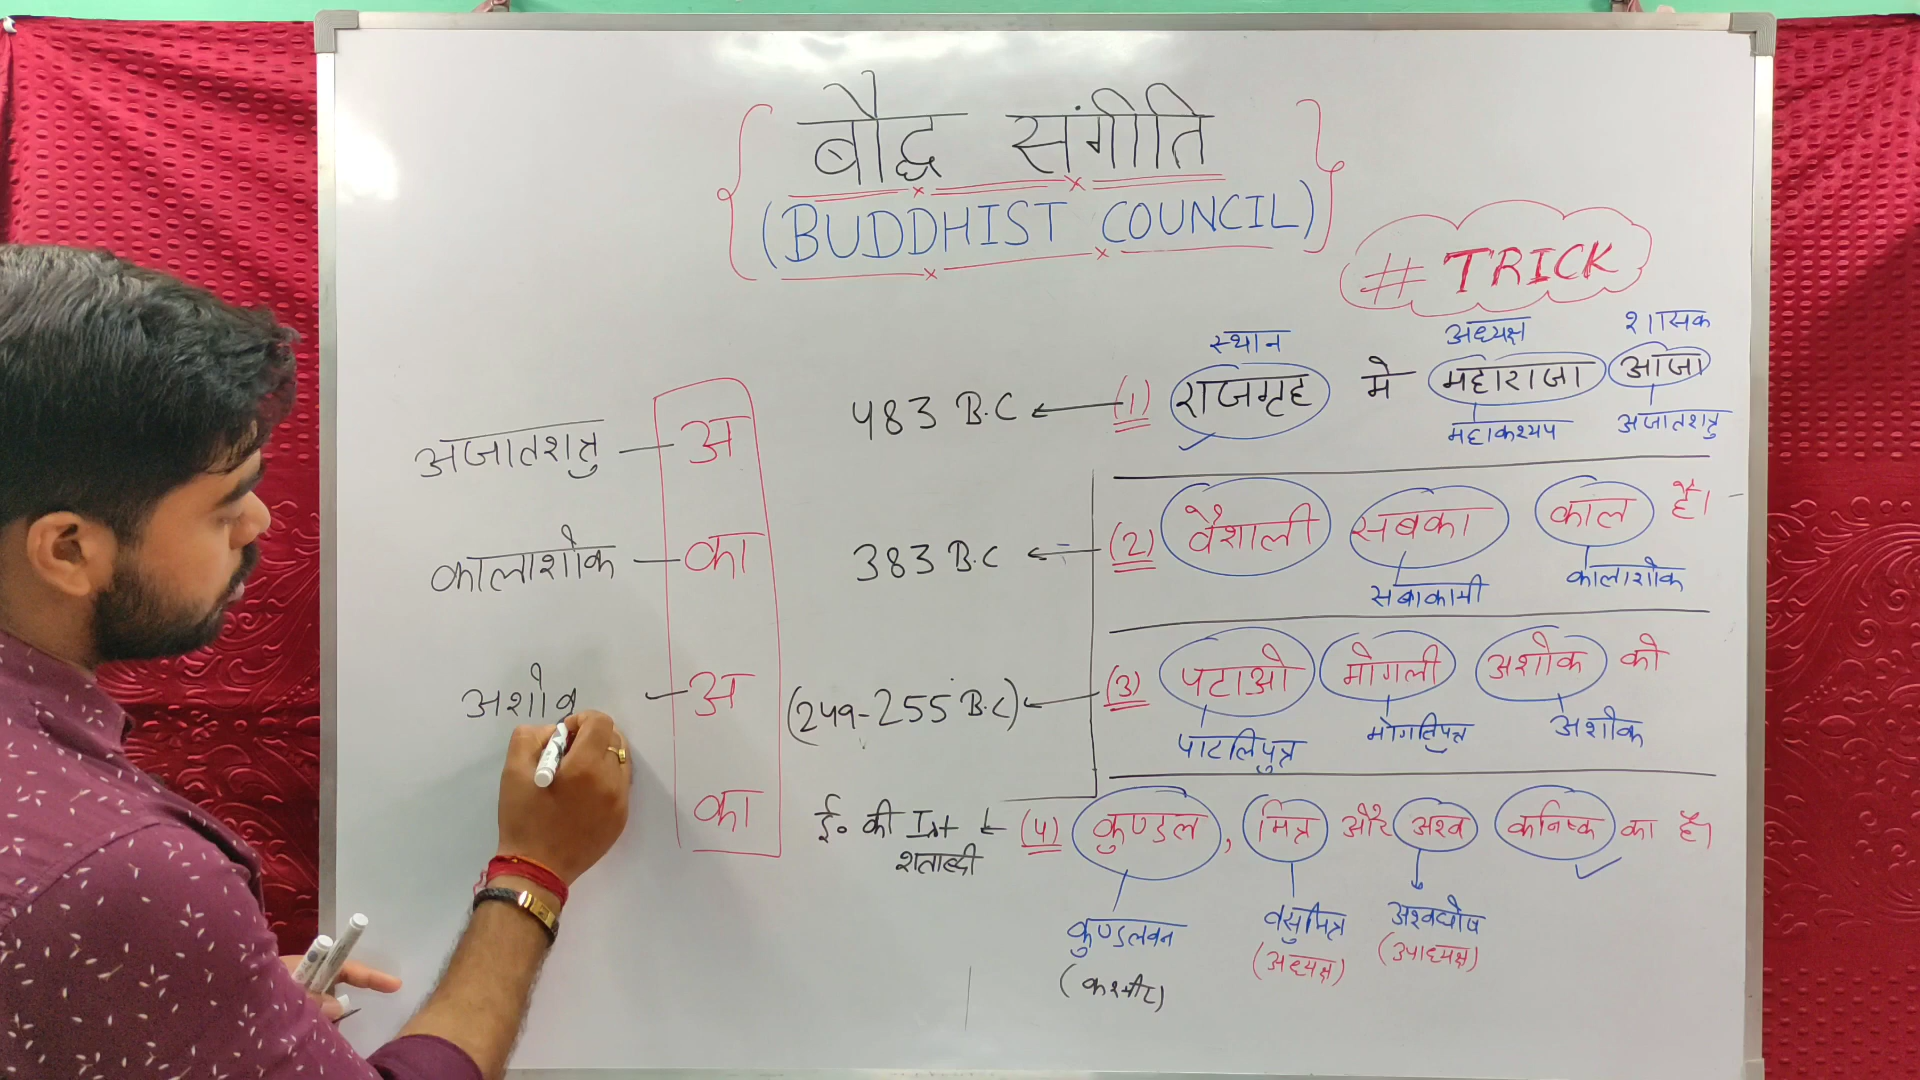 बौद्ध संगीति
(BUDDHIST COUNCIL)
# TRICK
स्थान अध्यक्ष शासक
483 B.C (1) राजगृह मे महाराजा आजा
महाकश्यप अजातशत्रु
383 B.C (2) वैशाली सबका काल है।
सबाकामी कालाशोक
(249-255 B.C) (3) पटाओ मोगली अशोक को
पाटलिपुत्र मोगलिपुत्त अशोक
ई० की Ist (4) कुण्डल, मित्र और अश्व कनिष्क का है।
शताब्दी
कुण्डलवन वसुमित्र अश्वघोष
(कश्मीर) (अध्यक्ष) (उपाध्यक्ष)
अजातशत्रु अ
कालाशोक का
अशोक अ
का